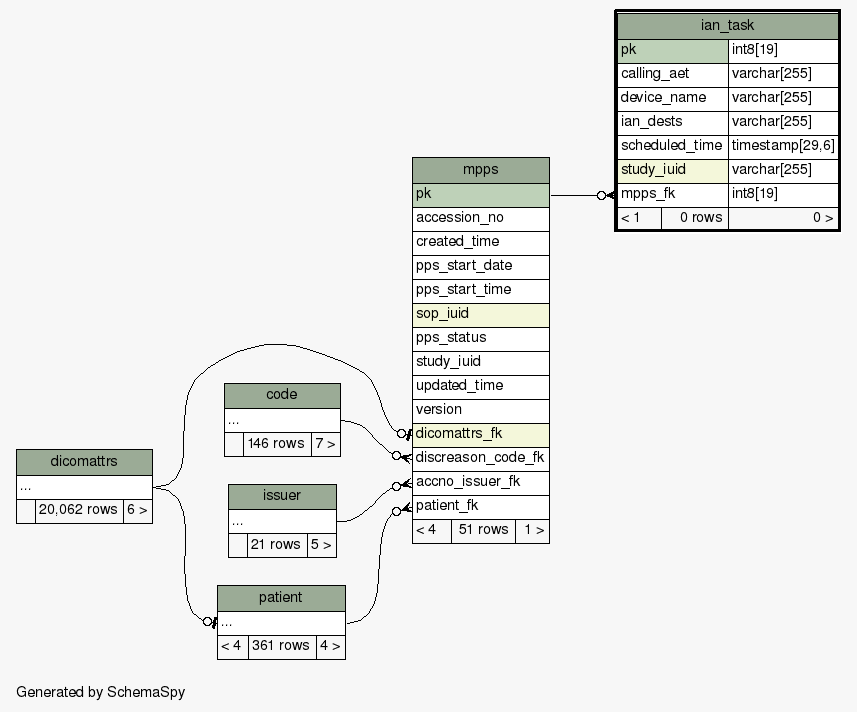 ian_task
pk int8[19]
calling_aet varchar[255]
device_name varchar[255]
ian_dests varchar[255]
scheduled_time timestamp[29,6]
study_iuid varchar[255]
mpps_fk int8[19]
< 1 0 rows 0 >
mpps
pk
accession_no
created_time
pps_start_date
pps_start_time
sop_iuid
pps_status
study_iuid
updated_time
version
dicomattrs_fk
discreason_code_fk
accno_issuer_fk
patient_fk
< 4 51 rows 1 >
code
...
146 rows 7 >
dicomattrs
...
20,062 rows 6 >
issuer
...
21 rows 5 >
patient
...
< 4 361 rows 4 >
Generated by SchemaSpy